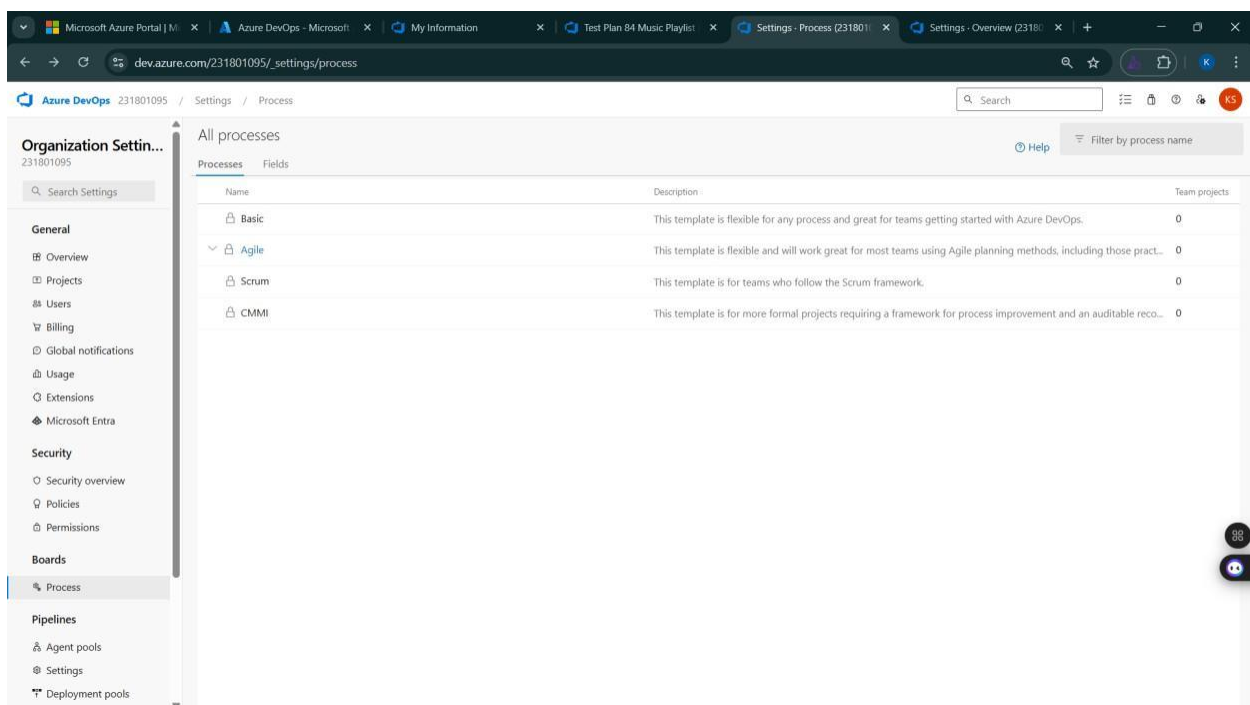 Microsoft Azure Portal | Mi
Azure DevOps - Microsoft
My Information
Test Plan 84 Music Playlist
Settings - Process (2318010
Settings - Overview (23180
dev.azure.com/231801095/_settings/process
K
Azure DevOps 231801095 / Settings / Process
Search
KS
Organization Settin...
231801095
Search Settings
General
Overview
Projects
Users
Billing
Global notifications
Usage
Extensions
Microsoft Entra
Security
Security overview
Policies
Permissions
Boards
Process
Pipelines
Agent pools
Settings
Deployment pools
All processes
Help
Filter by process name
Processes Fields
Name Description Team projects
Basic This template is flexible for any process and great for teams getting started with Azure DevOps. 0
Agile This template is flexible and will work great for most teams using Agile planning methods, including those pract... 0
Scrum This template is for teams who follow the Scrum framework. 0
CMMI This template is for more formal projects requiring a framework for process improvement and an auditable reco... 0